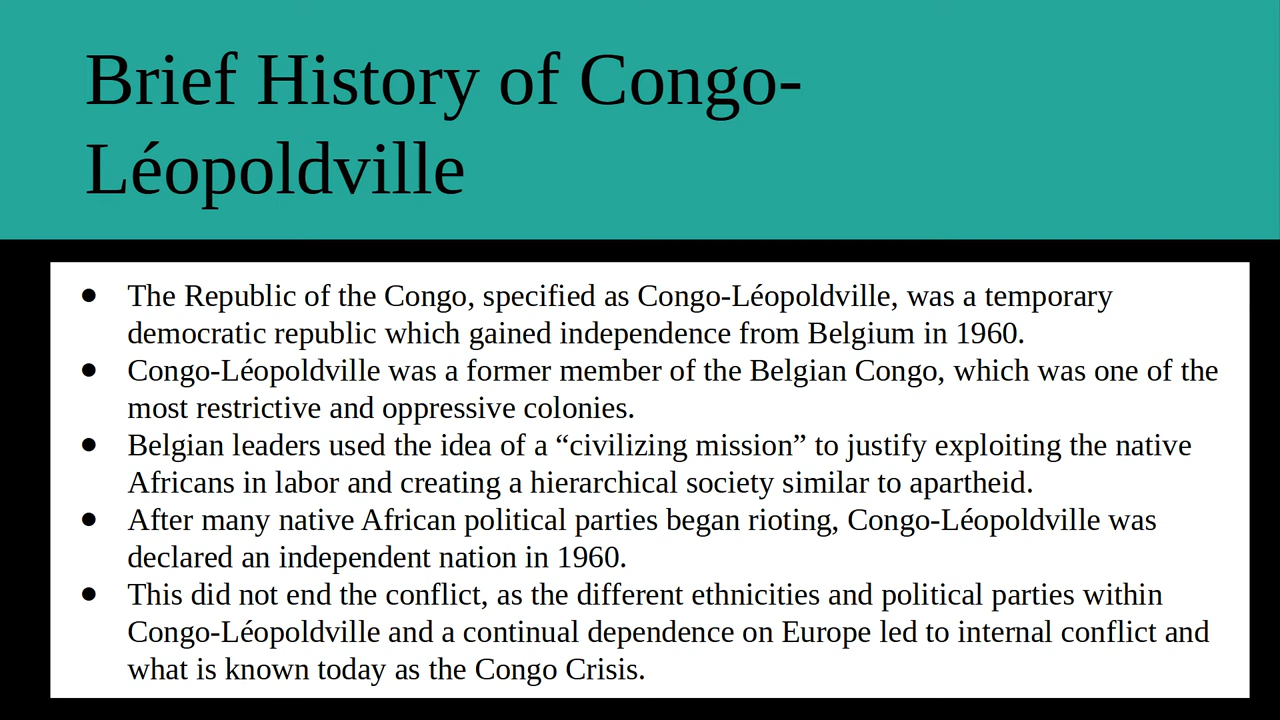 Brief History of Congo-
Léopoldville
● The Republic of the Congo, specified as Congo-Léopoldville, was a temporary
democratic republic which gained independence from Belgium in 1960.
● Congo-Léopoldville was a former member of the Belgian Congo, which was one of the
most restrictive and oppressive colonies.
● Belgian leaders used the idea of a “civilizing mission” to justify exploiting the native
Africans in labor and creating a hierarchical society similar to apartheid.
● After many native African political parties began rioting, Congo-Léopoldville was
declared an independent nation in 1960.
● This did not end the conflict, as the different ethnicities and political parties within
Congo-Léopoldville and a continual dependence on Europe led to internal conflict and
what is known today as the Congo Crisis.